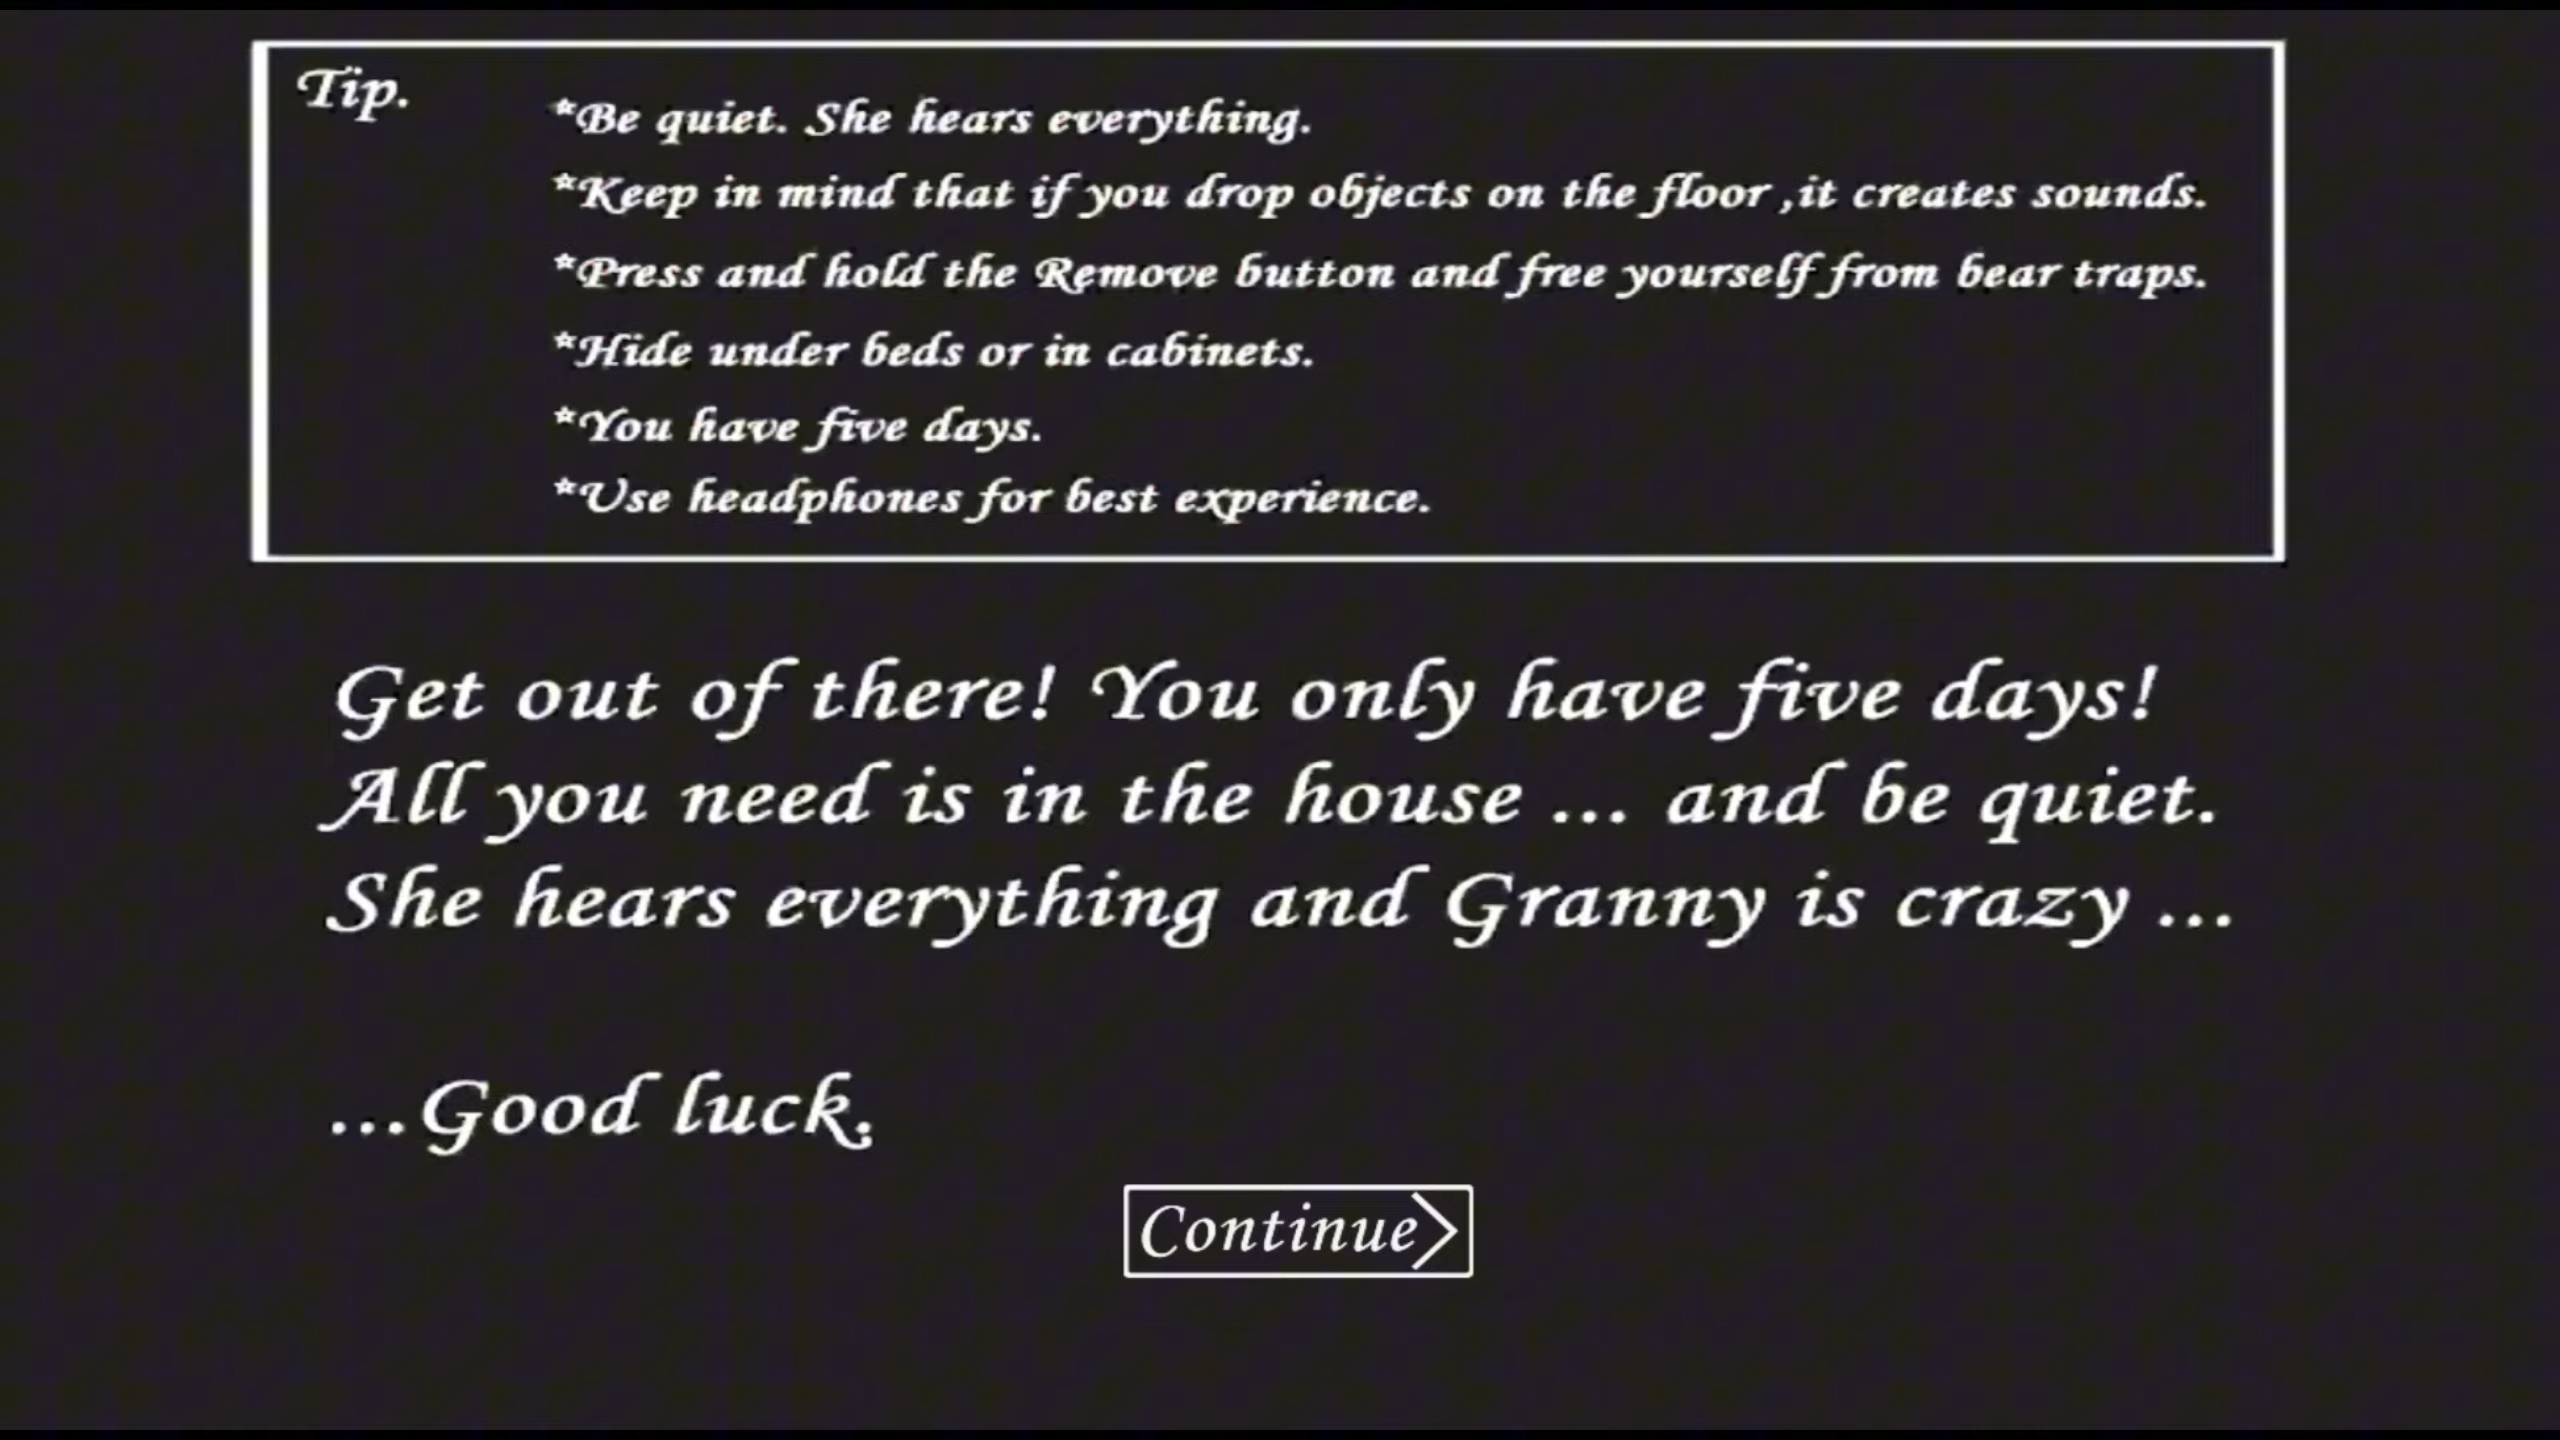 Tip.
*Be quiet. She hears everything.
*Keep in mind that if you drop objects on the floor ,it creates sounds.
*Press and hold the Remove button and free yourself from bear traps.
*Hide under beds or in cabinets.
*You have five days.
*Use headphones for best experience.
Get out of there! You only have five days!
All you need is in the house ... and be quiet.
She hears everything and Granny is crazy ...
...Good luck.
Continue>